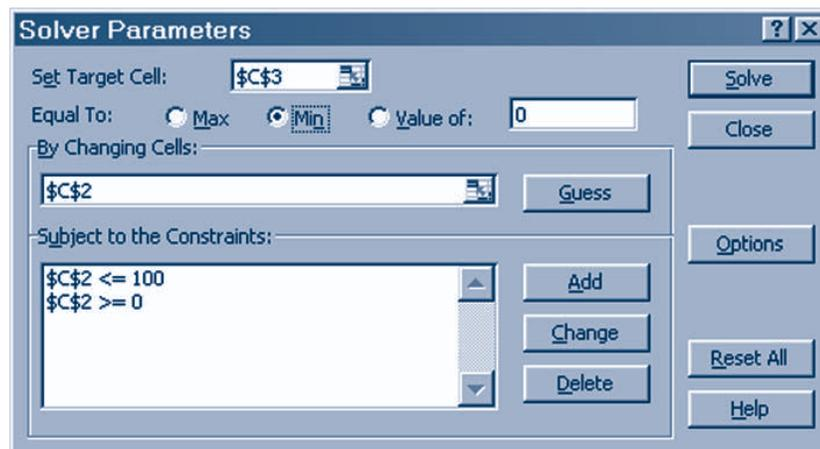 Solver Parameters
? X
Set Target Cell: $C$3
Solve
Equal To: Max Min Value of: 0
Close
By Changing Cells:
$C$2
Guess
Subject to the Constraints:
Options
$C$2 <= 100
$C$2 >= 0
Add
Change
Reset All
Delete
Help